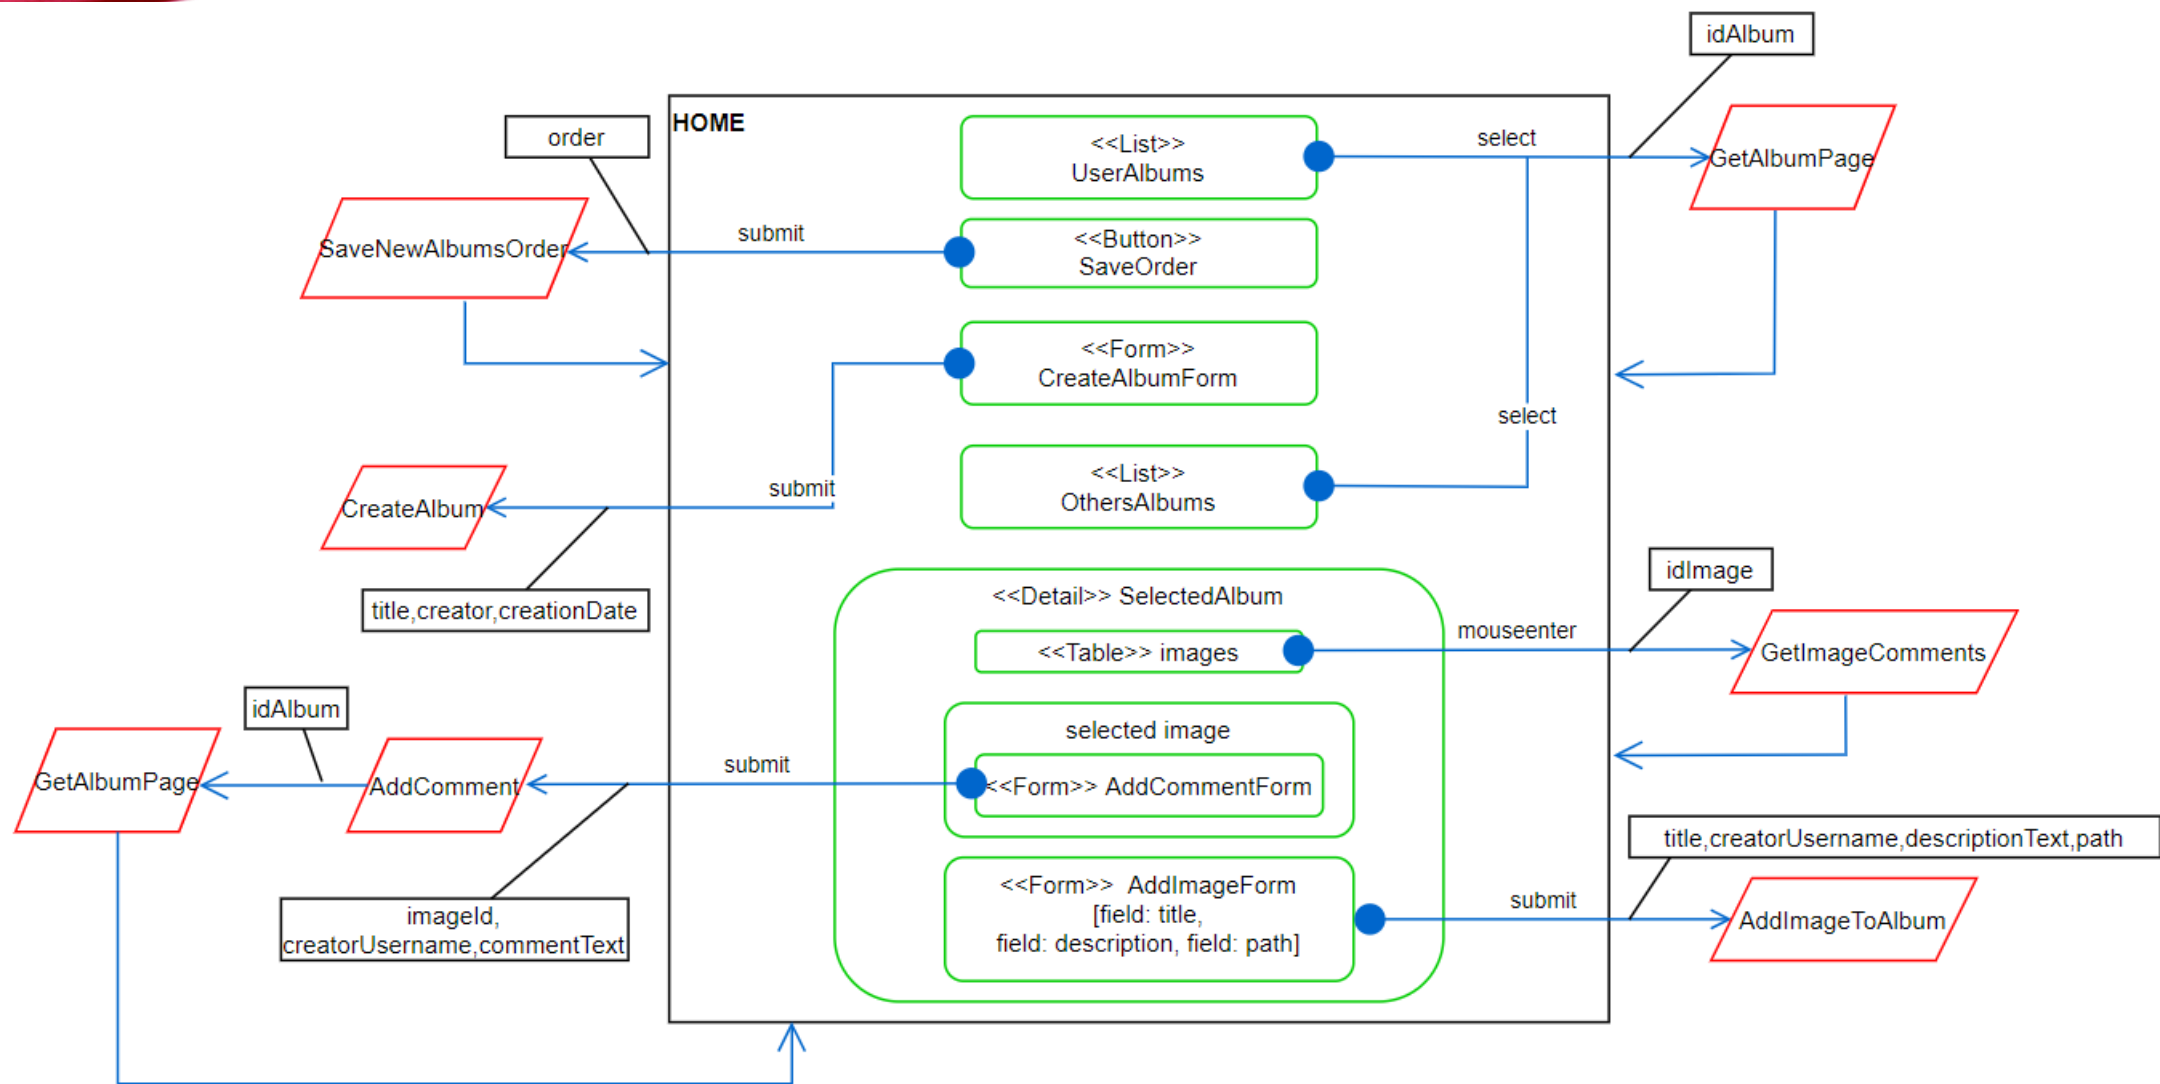 idAlbum
HOME
order
<<List>>
UserAlbums
select
GetAlbumPage
submit
<<Button>>
SaveOrder
SaveNewAlbumsOrder
<<Form>>
CreateAlbumForm
select
<<List>>
OthersAlbums
submit
CreateAlbum
title,creator,creationDate
<<Detail>> SelectedAlbum
idImage
mouseenter
<<Table>> images
GetImageComments
idAlbum
selected image
submit
GetAlbumPage
AddComment
<<Form>> AddCommentForm
title,creatorUsername,descriptionText,path
<<Form>> AddImageForm
[field: title,
field: description, field: path]
submit
AddImageToAlbum
imageId,
creatorUsername,commentText